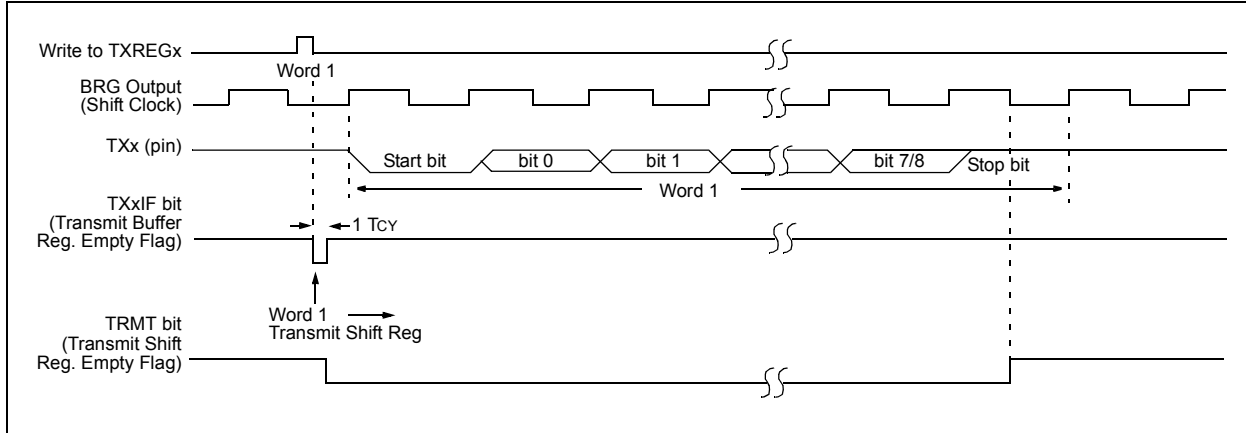 Write to TXREGx
Word 1
BRG Output
(Shift Clock)
TXx (pin)
Start bit
bit 0
bit 1
bit 7/8
Stop bit
Word 1
TXxIF bit
(Transmit Buffer
Reg. Empty Flag)
1 TCY
Word 1
Transmit Shift Reg
TRMT bit
(Transmit Shift
Reg. Empty Flag)